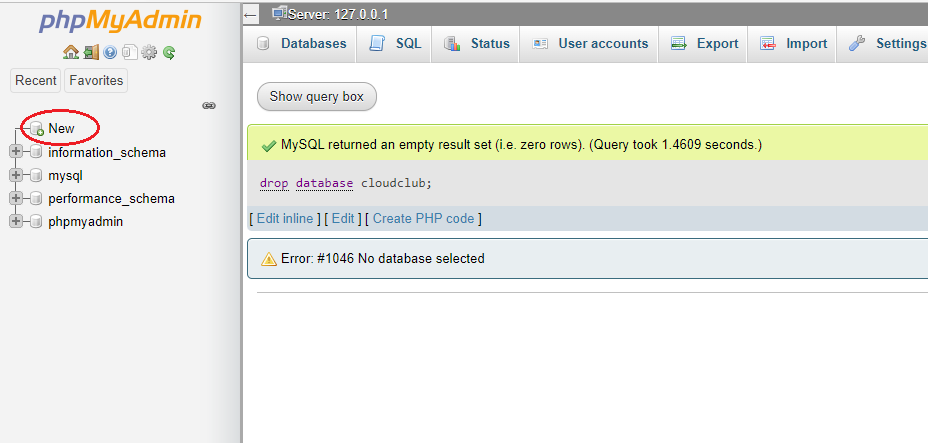 phpMyAdmin
Recent Favorites
New
information_schema
mysql
performance_schema
phpmyadmin
Server: 127.0.0.1
Databases SQL Status User accounts Export Import Settings
Show query box
MySQL returned an empty result set (i.e. zero rows). (Query took 1.4609 seconds.)
drop database cloudclub;
[ Edit inline ] [ Edit ] [ Create PHP code ]
Error: #1046 No database selected